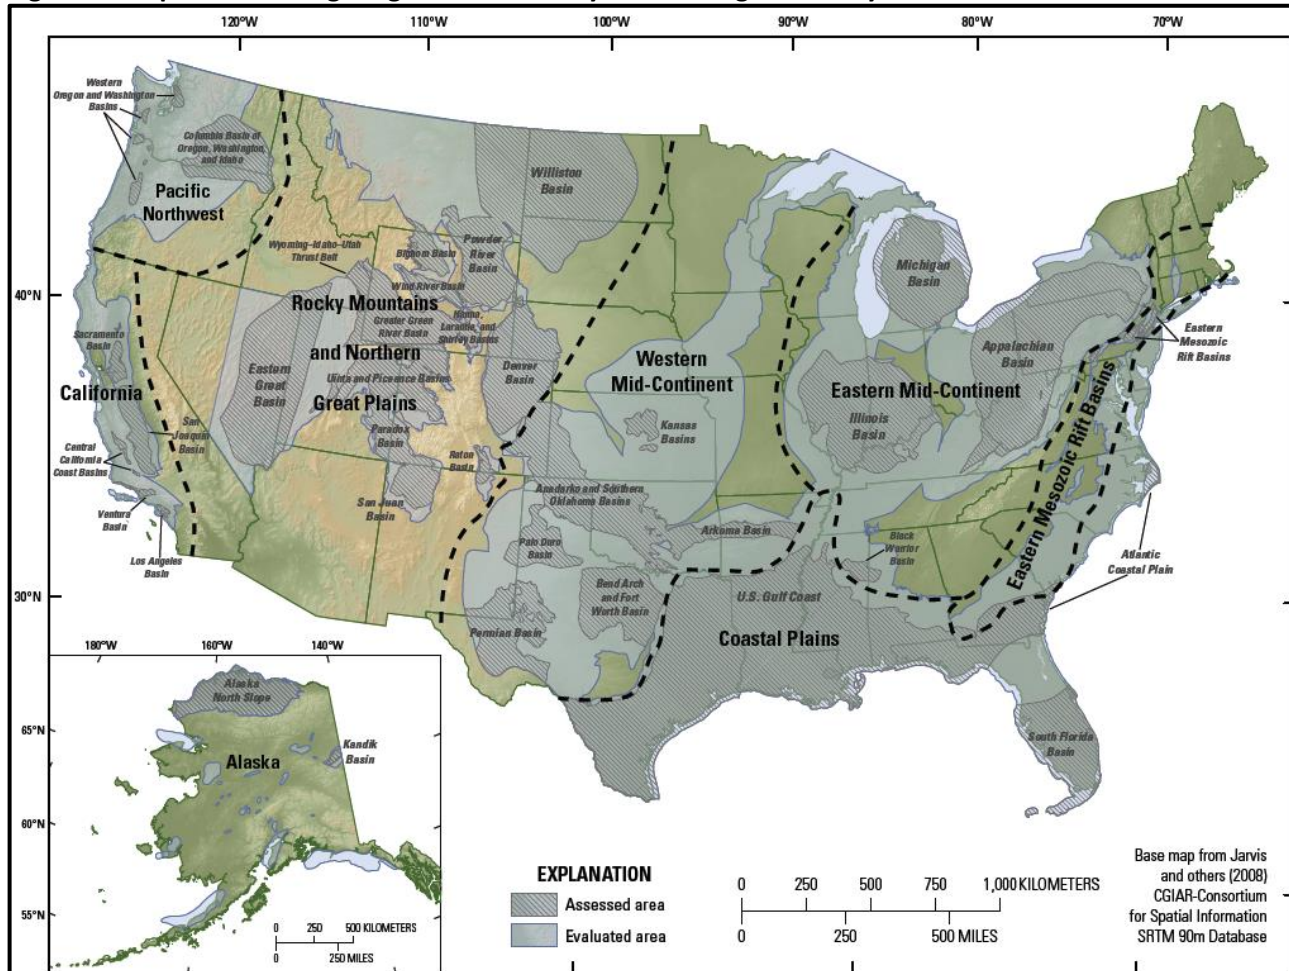 120°W
110°W
100°W
90°W
80°W
70°W
Western
Oregon and Washington
Basins
Columbia Basin of
Oregon, Washington,
and Idaho
Pacific
Northwest
Williston
Basin
Wyoming–Idaho–Utah
Thrust Belt
Bighorn Basin
Powder
River
Basin
Wind River Basin
Michigan
Basin
40°N
Rocky Mountains
and Northern
Great Plains
Greater Green
River Basin
Hanna,
Laramie, and
Shirley Basins
Sacramento
Basin
California
Eastern
Great
Basin
Uinta and Piceance Basins
Denver
Basin
Western
Mid-Continent
Eastern Mid-Continent
Appalachian
Basin
Eastern
Mesozoic
Rift Basins
Eastern Mesozoic Rift Basins
Illinois
Basin
Kansas
Basins
San
Joaquin
Basin
Paradox
Basin
Raton
Basin
Central
California
Coast Basins
San Juan
Basin
Anadarko and Southern
Oklahoma Basins
Ventura
Basin
Los Angeles
Basin
Palo Duro
Basin
Arkoma Basin
Black
Warrior
Basin
Atlantic
Coastal Plain
30°N
Bend Arch
and Fort
Worth Basin
U.S. Gulf Coast
Permian Basin
Coastal Plains
South Florida
Basin
180°W
160°W
140°W
Alaska
North Slope
65°N
Kandik
Basin
Alaska
60°N
55°N
0 250 500 KILOMETERS
0 250 MILES
EXPLANATION
Assessed area
Evaluated area
0 250 500 750 1,000 KILOMETERS
0 250 500 MILES
Base map from Jarvis
and others (2008)
CGIAR-Consortium
for Spatial Information
SRTM 90m Database